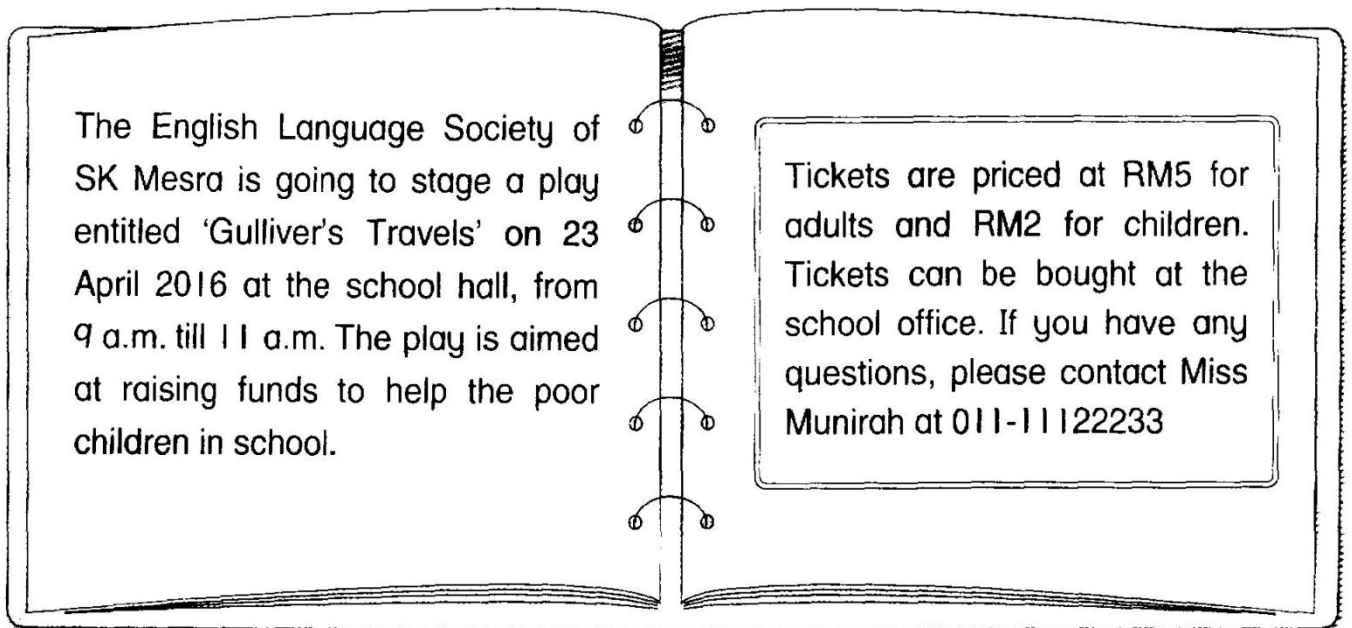 The English Language Society of
SK Mesra is going to stage a play
entitled ‘Gulliver’s Travels’ on 23
April 2016 at the school hall, from
9 a.m. till 11 a.m. The play is aimed
at raising funds to help the poor
children in school.
Tickets are priced at RM5 for
adults and RM2 for children.
Tickets can be bought at the
school office. If you have any
questions, please contact Miss
Munirah at 011-11122233